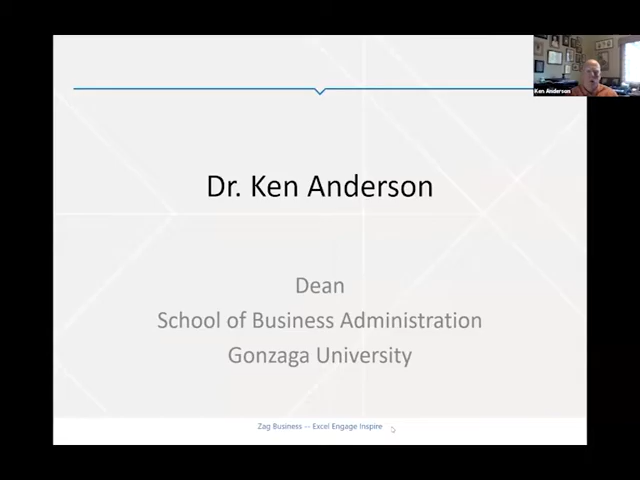 Ken Anderson
Dr. Ken Anderson
Dean
School of Business Administration
Gonzaga University
Zag Business -- Excel Engage Inspire